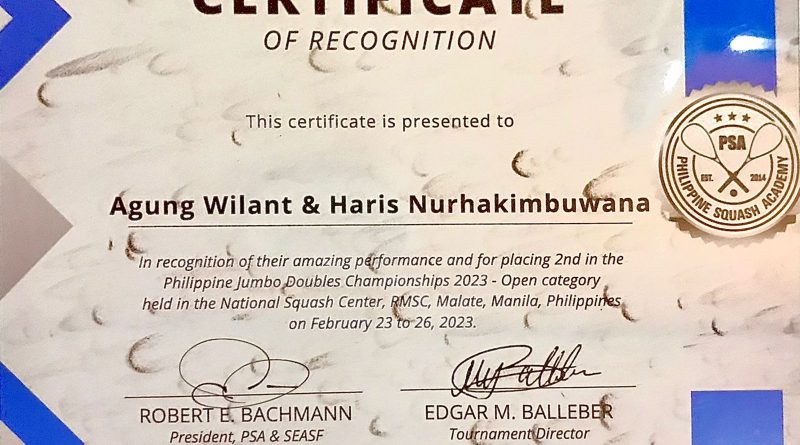 CERTIFICATE
OF RECOGNITION
This certificate is presented to
PSA
EST. 2014
PHILIPPINE SQUASH ACADEMY
Agung Wilant & Haris Nurhakimbuwana
In recognition of their amazing performance and for placing 2nd in the
Philippine Jumbo Doubles Championships 2023 - Open category
held in the National Squash Center, RMSC, Malate, Manila, Philippines
on February 23 to 26, 2023.
ROBERT E. BACHMANN
President, PSA & SEASF
EDGAR M. BALLEBER
Tournament Director